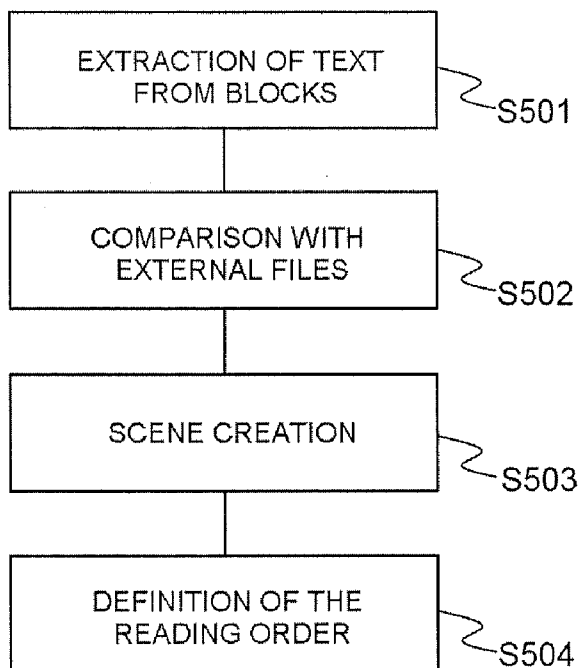 EXTRACTION OF TEXT
FROM BLOCKS
S501
COMPARISON WITH
EXTERNAL FILES
S502
SCENE CREATION
S503
DEFINITION OF THE
READING ORDER
S504